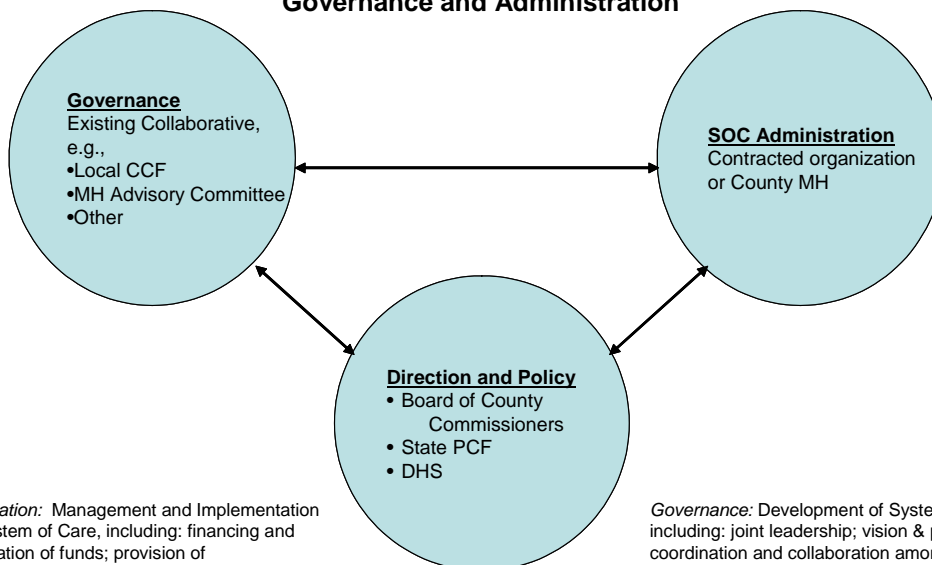 Governance and Administration
Governance
Existing Collaborative,
e.g.,
•Local CCF
•MH Advisory Committee
•Other
SOC Administration
Contracted organization
or County MH
Direction and Policy
• Board of County
Commissioners
• State PCF
• DHS
ation: Management and Implementation
stem of Care, including: financing and
ation of funds; provision of
Governance: Development of Syste
including: joint leadership; vision &
coordination and collaboration amon